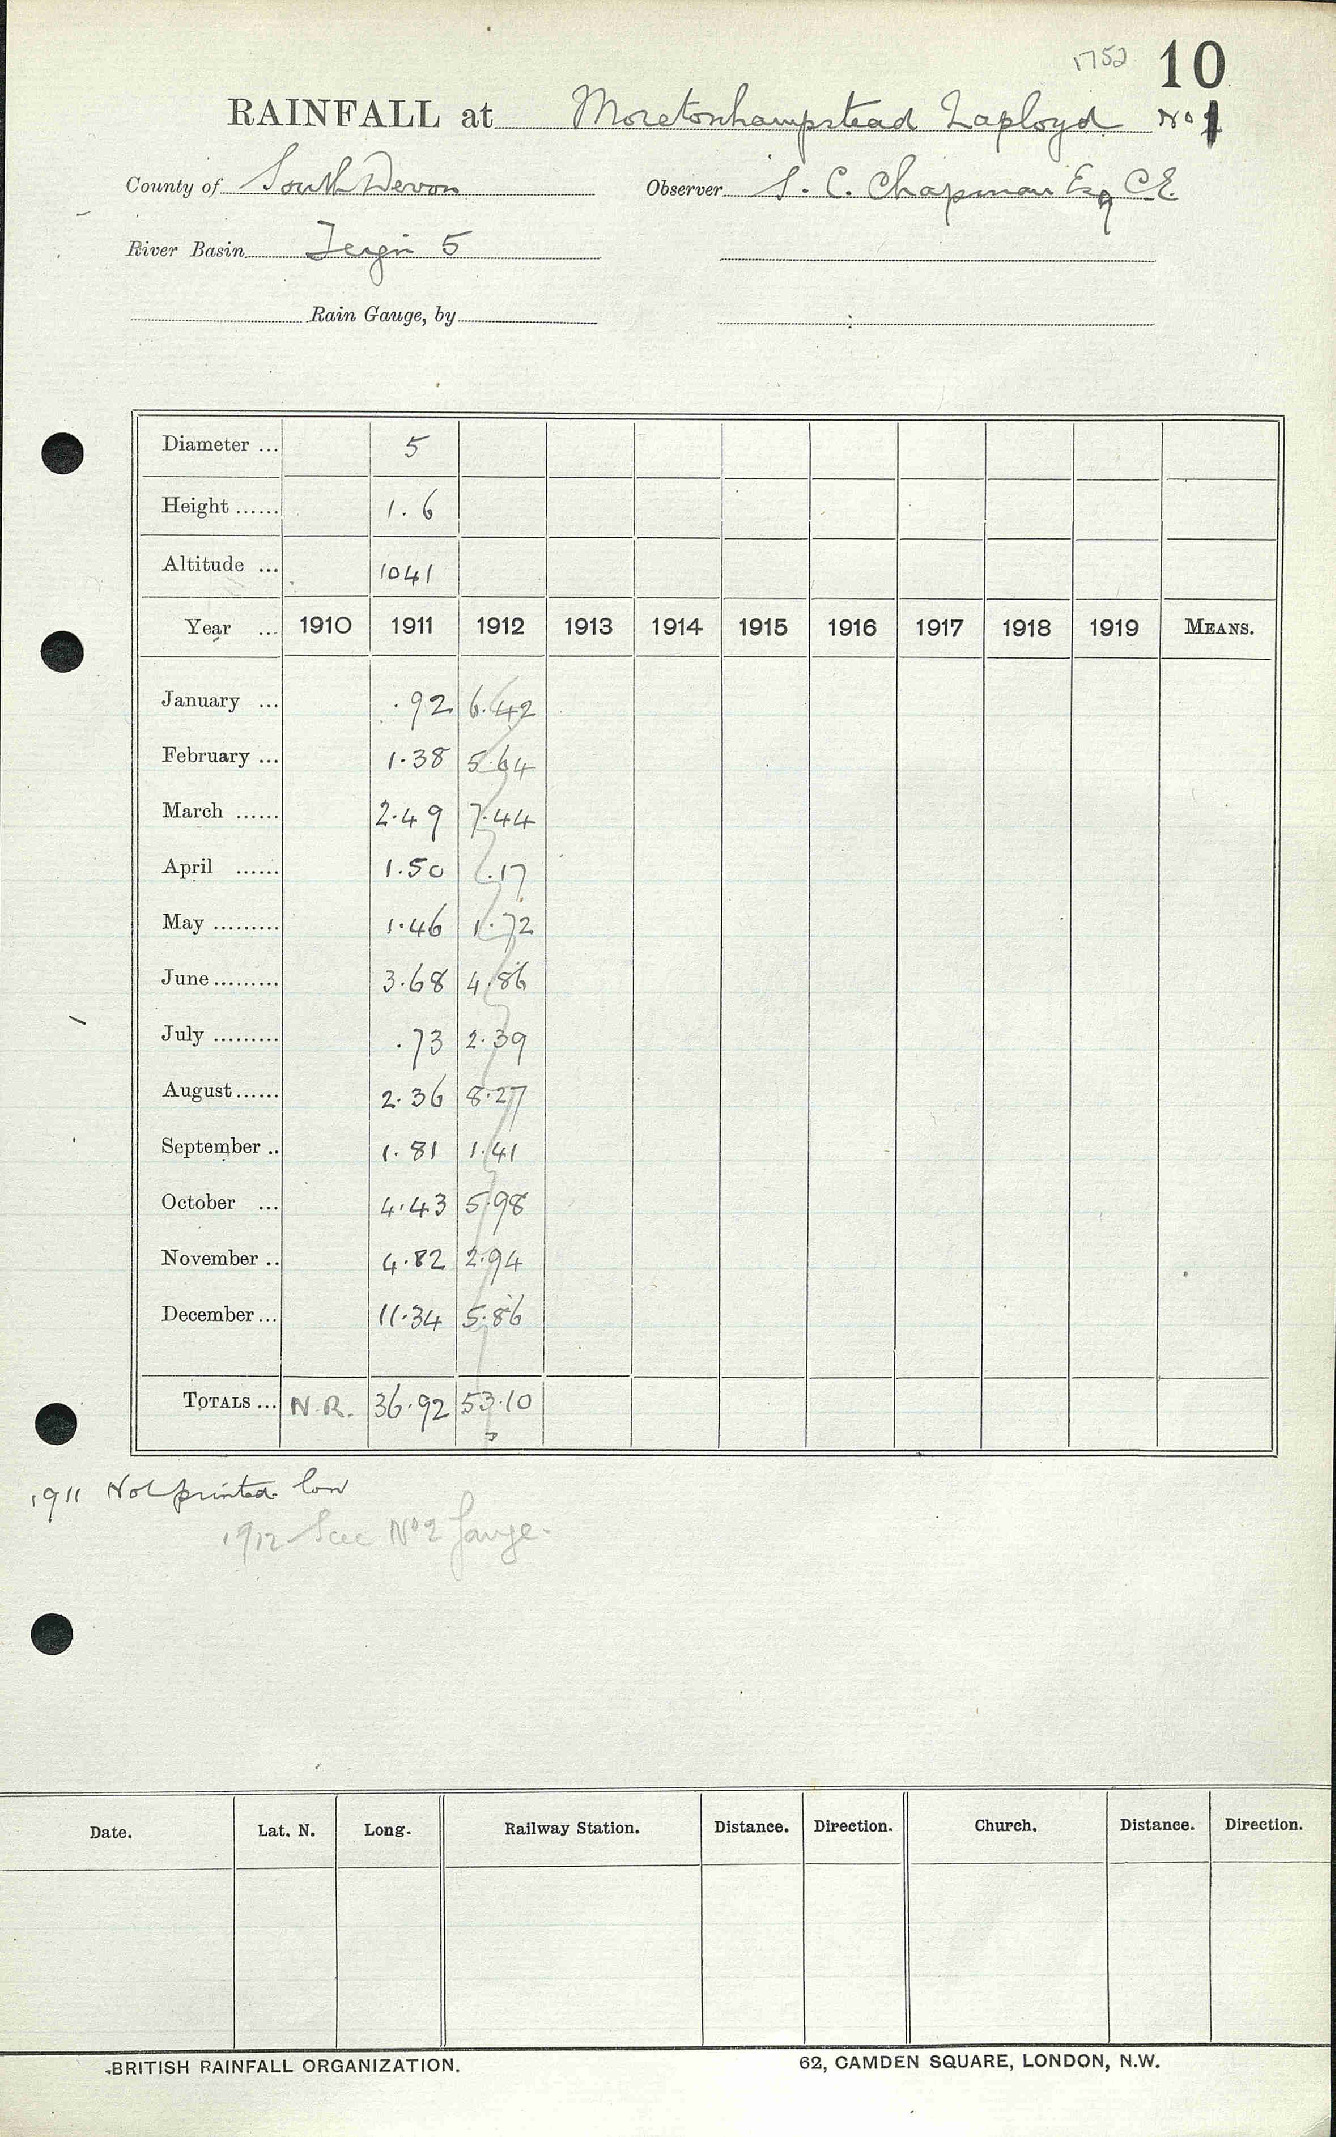 1752 10
RAINFALL at Moretonhampstead Laployd No 1
County of South Devon Observer S. C. Chapman Esq C.E.
River Basin Teign 5
Rain Gauge, by
Diameter ... 5
Height ...... 1.6
Altitude ... 1041
Year ... 1910 1911 1912 1913 1914 1915 1916 1917 1918 1919 MEANS.
January ... .92 6.42
February ... 1.38 5.64
March ...... 2.49 7.44
April ...... 1.50 .17
May ......... 1.46 1.72
June ......... 3.68 4.86
July ......... .73 2.39
August ...... 2.36 8.27
September .. 1.81 1.41
October ... 4.43 5.98
November .. 4.82 2.94
December ... 11.34 5.86
TOTALS ... N.R. 36.92 53.10
1911 Not printed. low
1912 See No 2 gauge.
Date. Lat. N. Long. Railway Station. Distance. Direction. Church. Distance. Direction.
BRITISH RAINFALL ORGANIZATION. 62, CAMDEN SQUARE, LONDON, N.W.